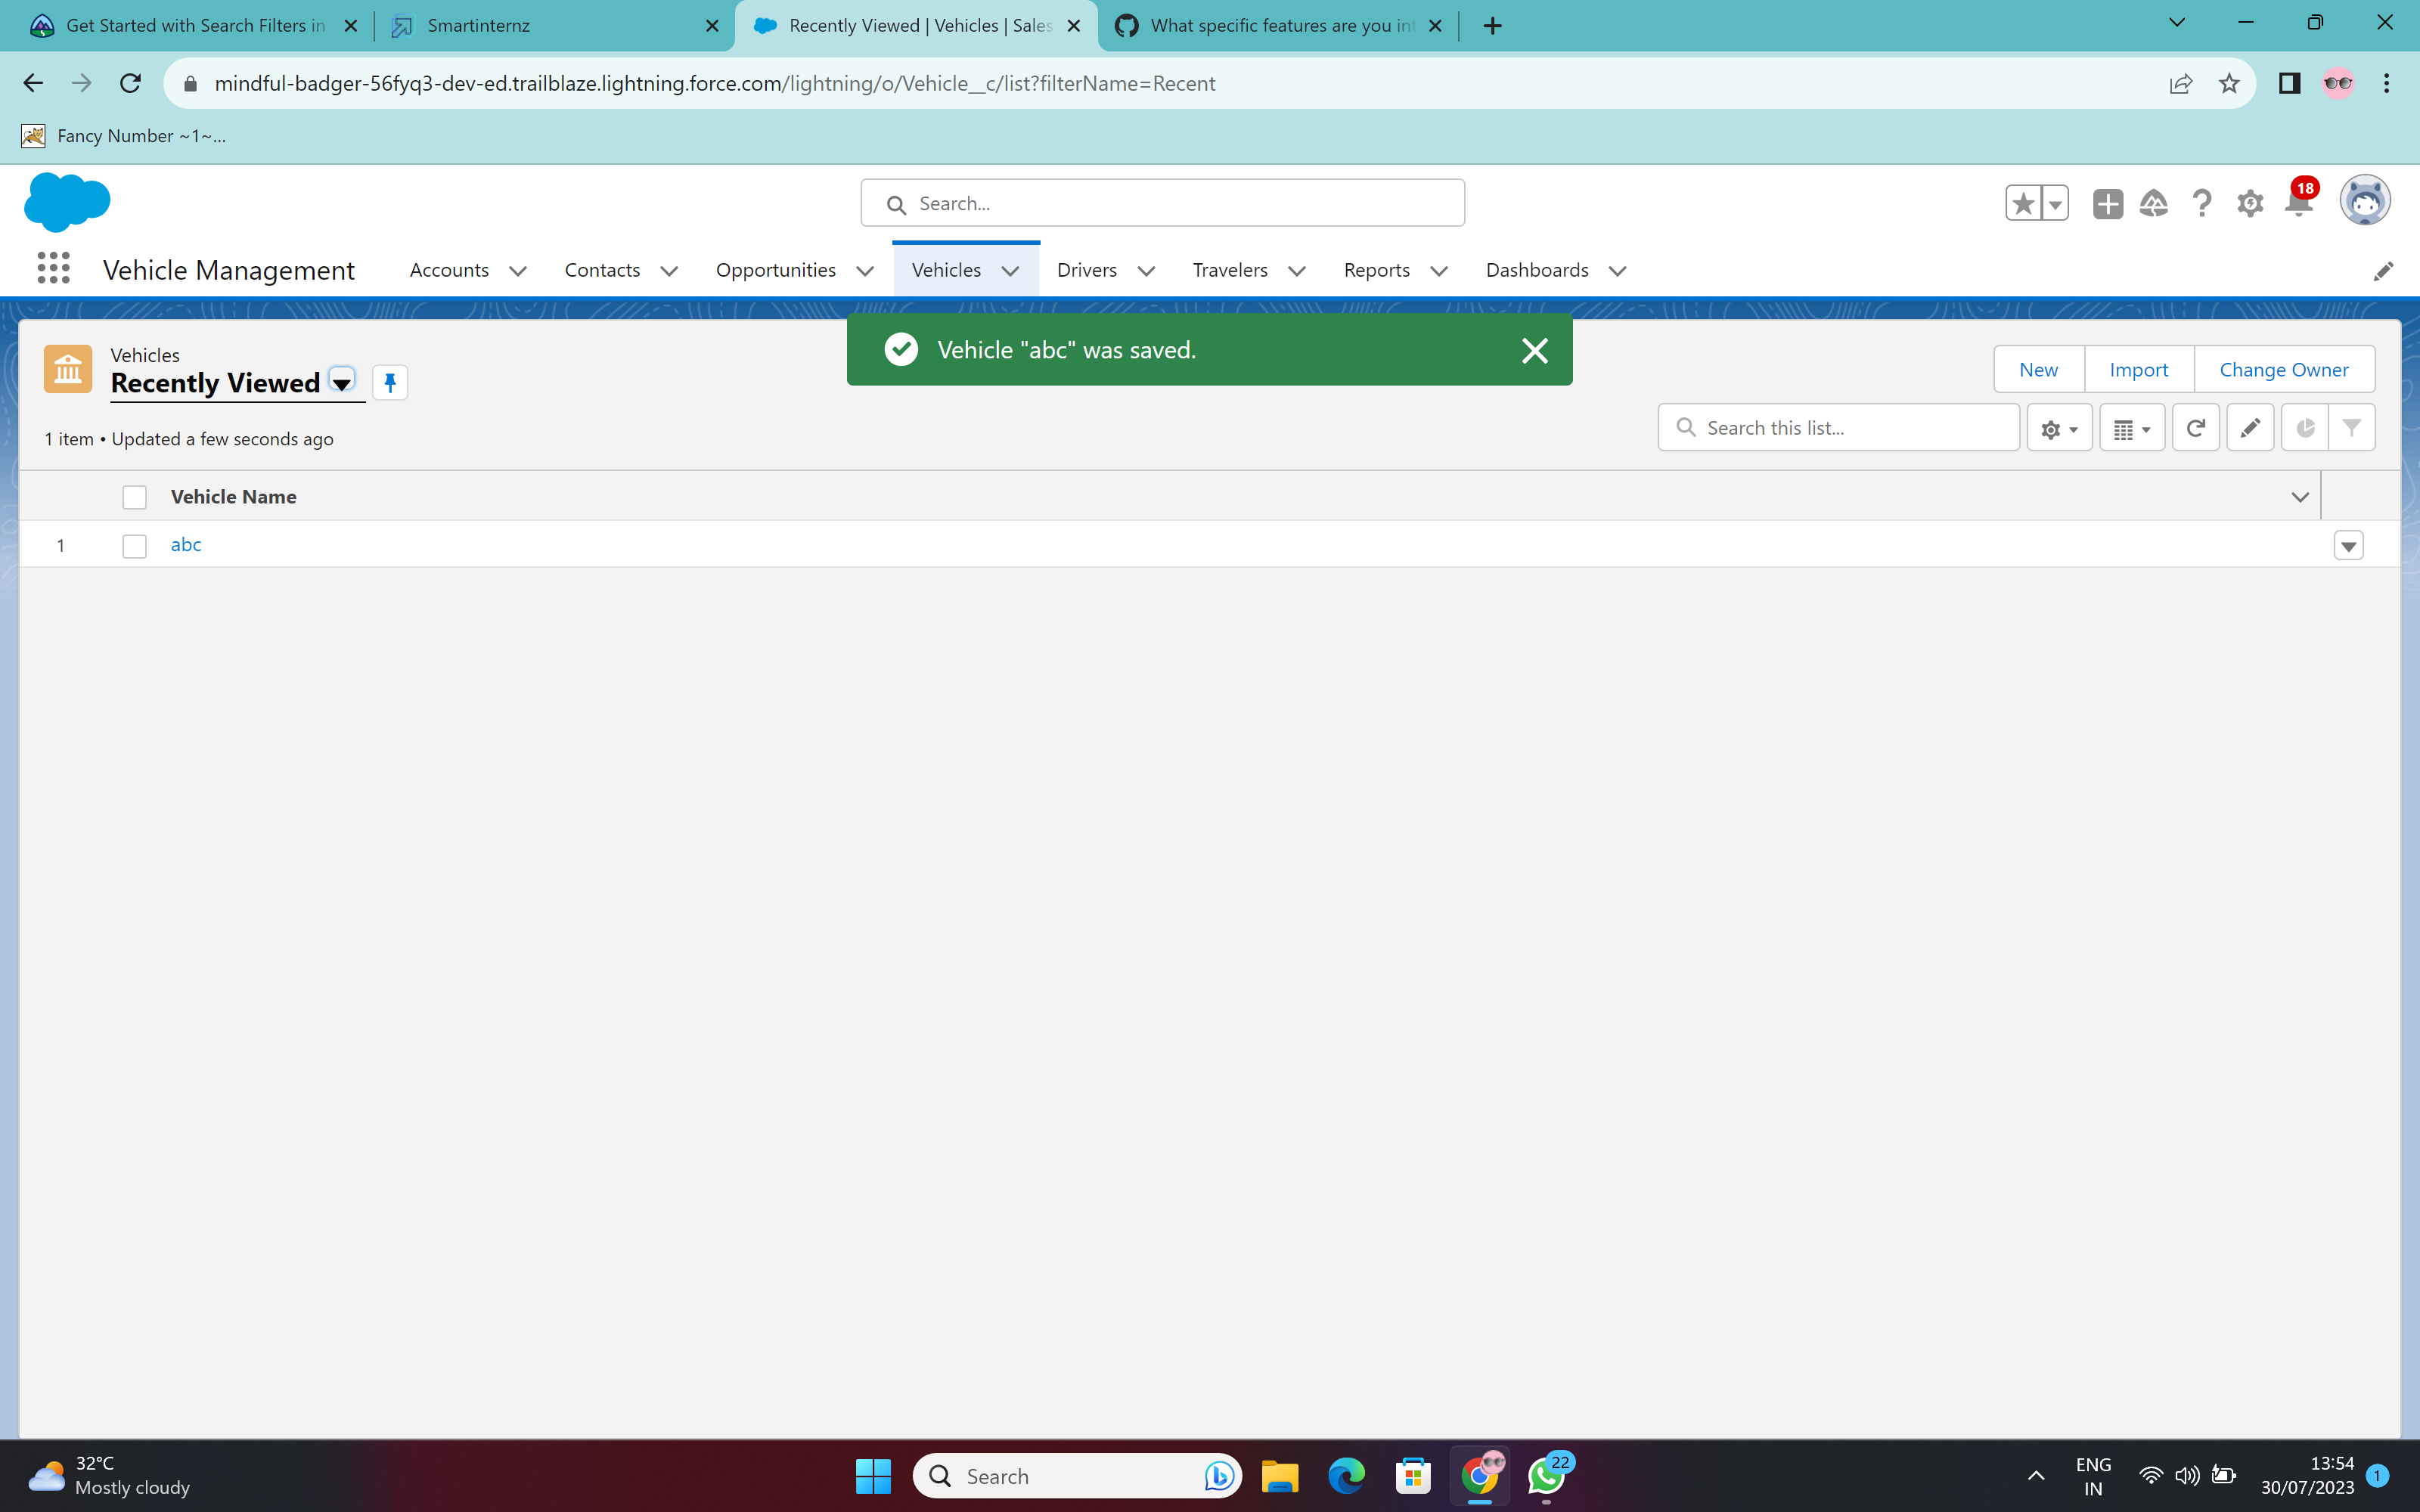 Get Started with Search Filters in
Smartinternz
Recently Viewed | Vehicles | Sales
What specific features are you int
mindful-badger-56fyq3-dev-ed.trailblaze.lightning.force.com/lightning/o/Vehicle__c/list?filterName=Recent
Fancy Number ~1~...
Search...
18
Vehicle Management
Accounts
Contacts
Opportunities
Vehicles
Drivers
Travelers
Reports
Dashboards
Vehicle "abc" was saved.
Vehicles
Recently Viewed
New
Import
Change Owner
1 item • Updated a few seconds ago
Search this list...
Vehicle Name
1
abc
32°C
Mostly cloudy
Search
22
ENG
IN
13:54
30/07/2023
1